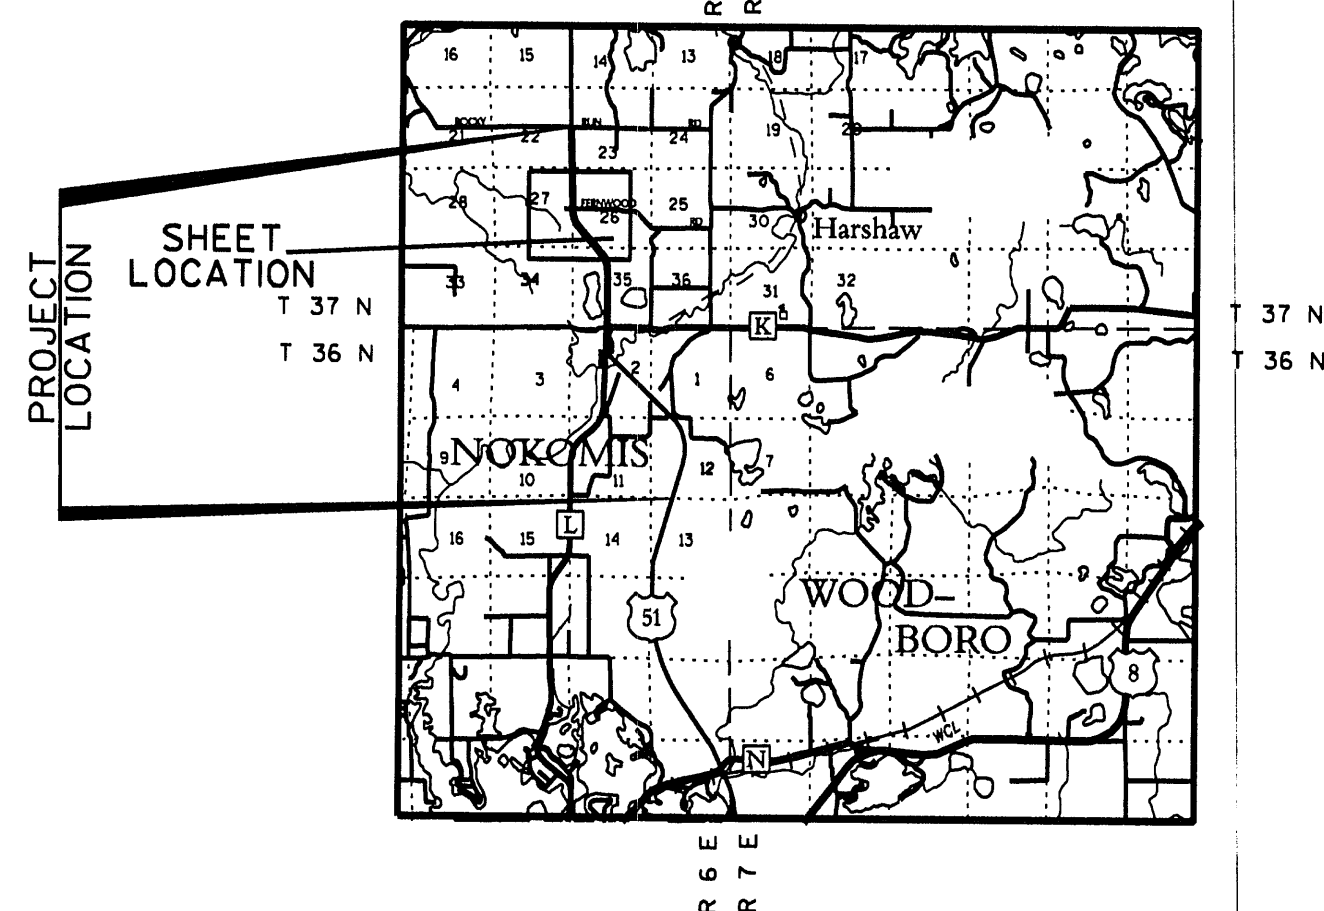 R R
16 15 14 13 18 17
ROCKY RUN RD
21 22 23 24 19 20
SHEET
LOCATION
PROJECT
LOCATION
28 27 26 25 30
FERNWOOD
RD
Harshaw
33 34 35 36 31 32
T 37 N
T 37 N
K
T 36 N
T 36 N
4 3 2 1 6
NOKOMIS
9 10 11 12 7
L
16 15 14 13
WOOD-
BORO
51
8
WCL
N
R 6 E
R 7 E